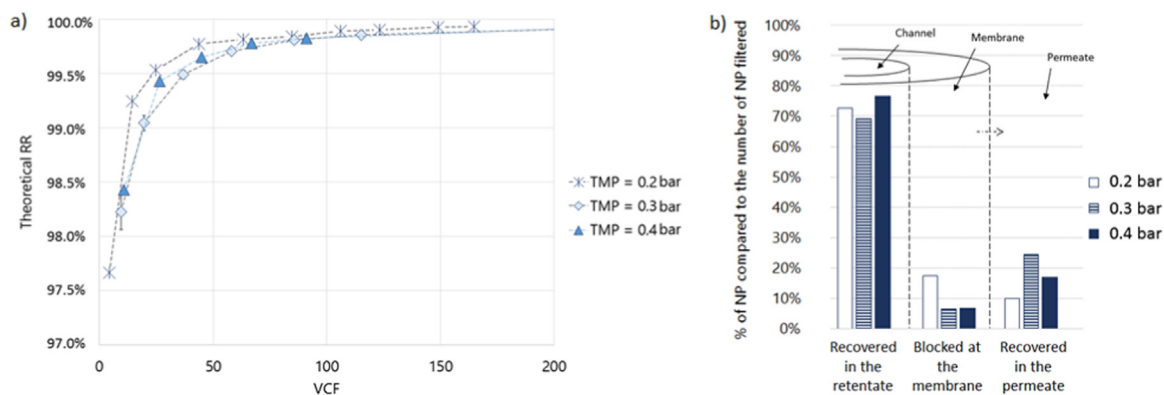 a)
100.0%
99.5%
99.0%
98.5%
98.0%
97.5%
97.0%
Theoretical RR
0 50 100 150 200
VCF
TMP = 0.2 bar
TMP = 0.3 bar
TMP = 0.4 bar
b)
100%
90%
80%
70%
60%
50%
40%
30%
20%
10%
0%
% of NP compared to the number of NP filtered
Channel
Membrane
Permeate
Recovered
in the
retentate
Blocked at
the
membrane
Recovered
in the
permeate
0.2 bar
0.3 bar
0.4 bar